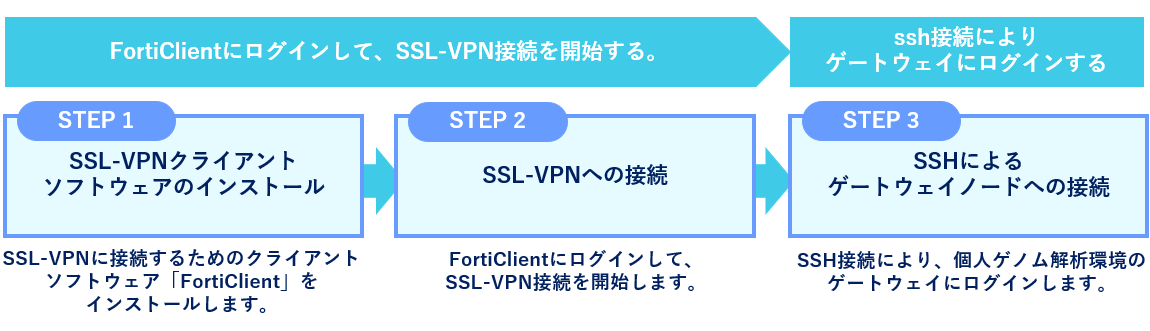 FortiClientにログインして、SSL-VPN接続を開始する。
ssh接続により
ゲートウェイにログインする
STEP 1
SSL-VPNクライアント
ソフトウェアのインストール
SSL-VPNに接続するためのクライアント
ソフトウェア「FortiClient」を
インストールします。
STEP 2
SSL-VPNへの接続
FortiClientにログインして、
SSL-VPN接続を開始します。
STEP 3
SSHによる
ゲートウェイノードへの接続
SSH接続により、個人ゲノム解析環境の
ゲートウェイにログインします。